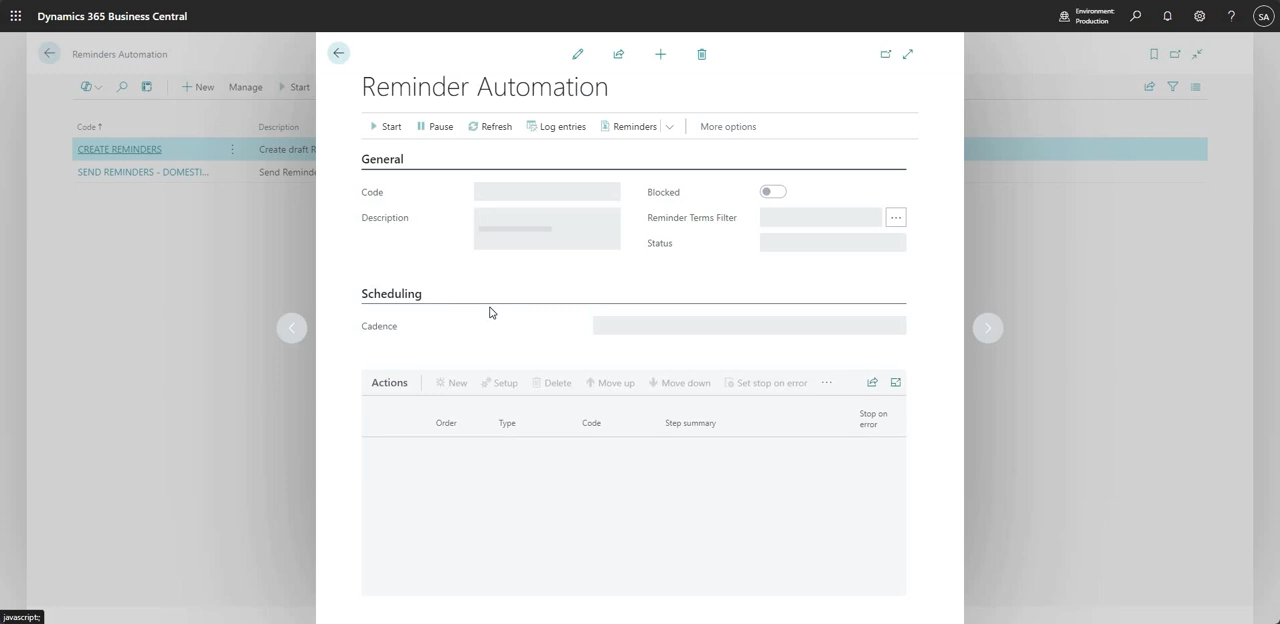 Dynamics 365 Business Central
Environment:
Production
?
SA
Reminders Automation
New
Manage
Start
Code ↑
Description
CREATE REMINDERS
Create draft R
SEND REMINDERS - DOMESTI...
Send Reminde
Reminder Automation
Start
Pause
Refresh
Log entries
Reminders
More options
General
Code
Blocked
Description
Reminder Terms Filter
...
Status
Scheduling
Cadence
Actions
New
Setup
Delete
Move up
Move down
Set stop on error
...
Order
Type
Code
Step summary
Stop on
error
javascript:;